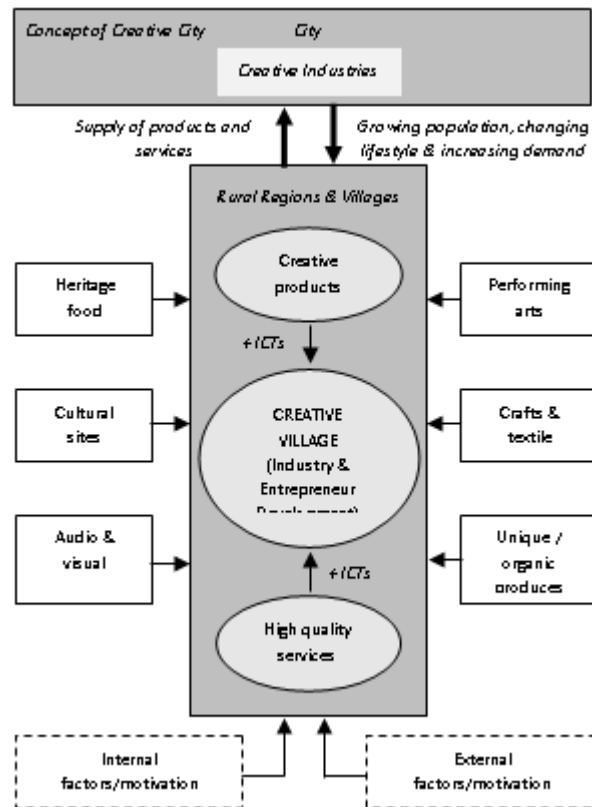 Concept of Creative City
City
Creative Industries
Supply of products and
services
Growing population, changing
lifestyle & increasing demand
Rural Regions & Villages
Creative
products
Heritage
food
Performing
arts
+ ICTs
Cultural
sites
CREATIVE
VILLAGE
(Industry &
Entrepreneur
Development)
Crafts &
textile
Audio &
visual
Unique /
organic
produces
+ ICTs
High quality
services
Internal
factors/motivation
External
factors/motivation